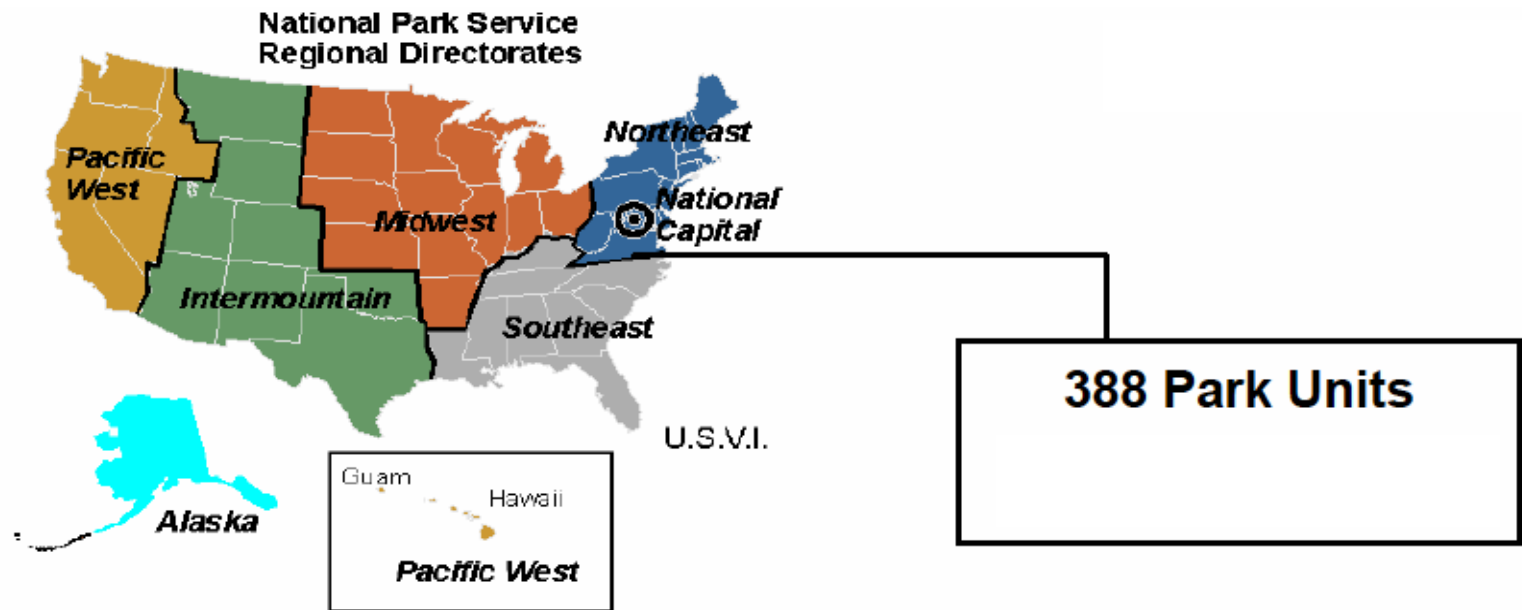 National Park Service
Regional Directorates
Northeast
Pacific
West
National
Capital
Midwest
Intermountain
Southeast
388 Park Units
U.S.V.I.
Guam
Hawaii
Alaska
Pacific West